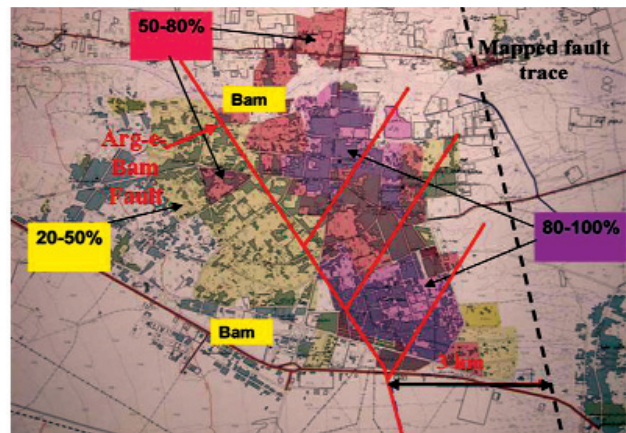 50-80%
Mapped fault
trace
Bam
Arg-e-
Bam
Fault
20-50%
80-100%
Bam
3 km